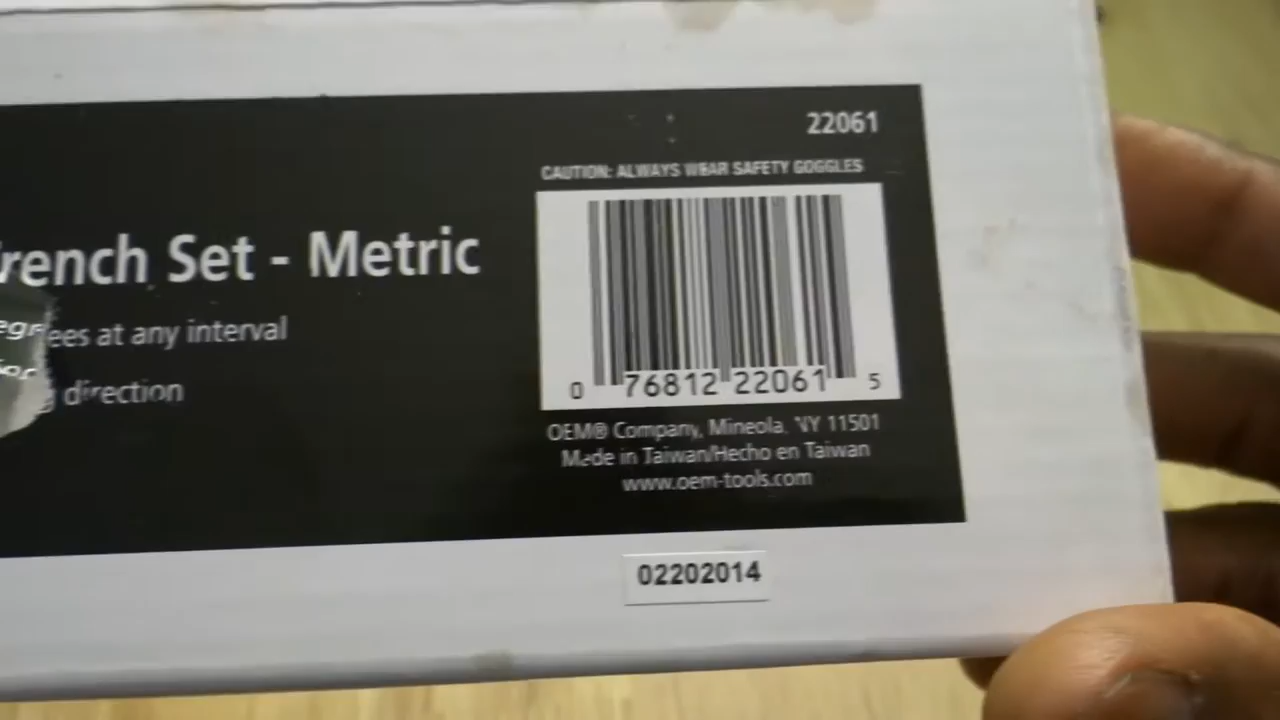 22061
CAUTION: ALWAYS WEAR SAFETY GOGGLES
rench Set - Metric
egrees at any interval
direction
0 76812 22061 5
OEM® Company, Mineola, NY 11501
Made in Taiwan/Hecho en Taiwan
www.oem-tools.com
02202014